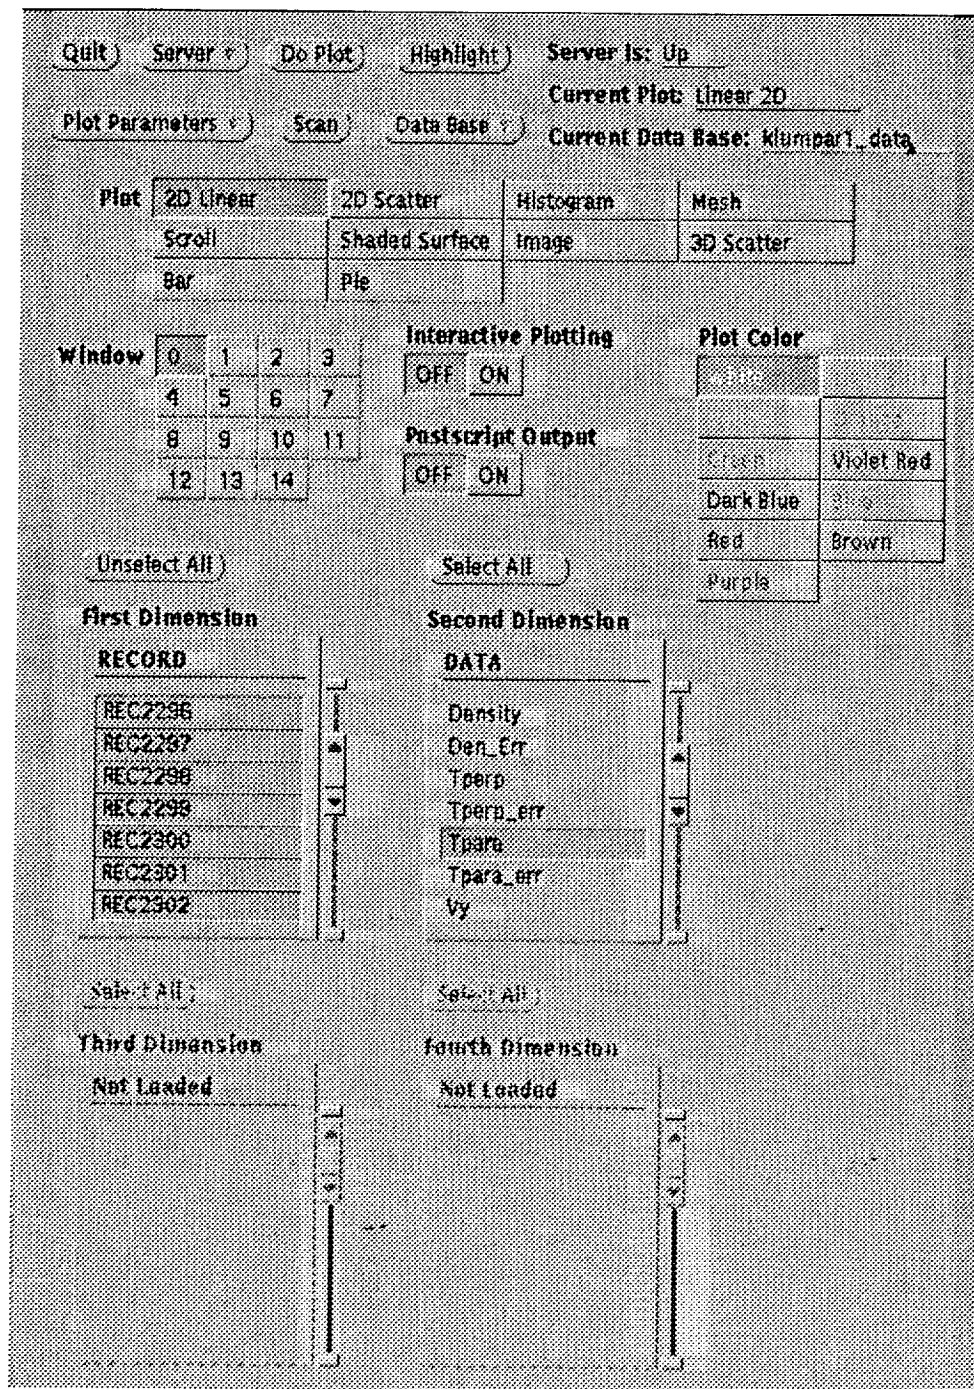 Quit Server Do Plot Highlight Server Is: Up
Current Plot: Linear 2D
Plot Parameters Scan Data Base Current Data Base: klumpar1_data
Plot 2D Linear 2D Scatter Histogram Mesh
Scroll Shaded Surface Image 3D Scatter
Bar Pie
Interactive Plotting Plot Color
Window 0 1 2 3 OFF ON
4 5 6 7
8 9 10 11 Postscript Output Green Violet Red
12 13 14 OFF ON
Dark Blue
Red Brown
Unselect All Select All
Purple
First Dimension Second Dimension
RECORD DATA
REC2296 Density
REC2297 Den_Err
REC2298 Tperp
REC2299 Tperp_err
REC2300 Tpara
REC2301 Tpara_err
REC2302 Vy
Select All Select All
Third Dimension Fourth Dimension
Not Loaded Not Loaded